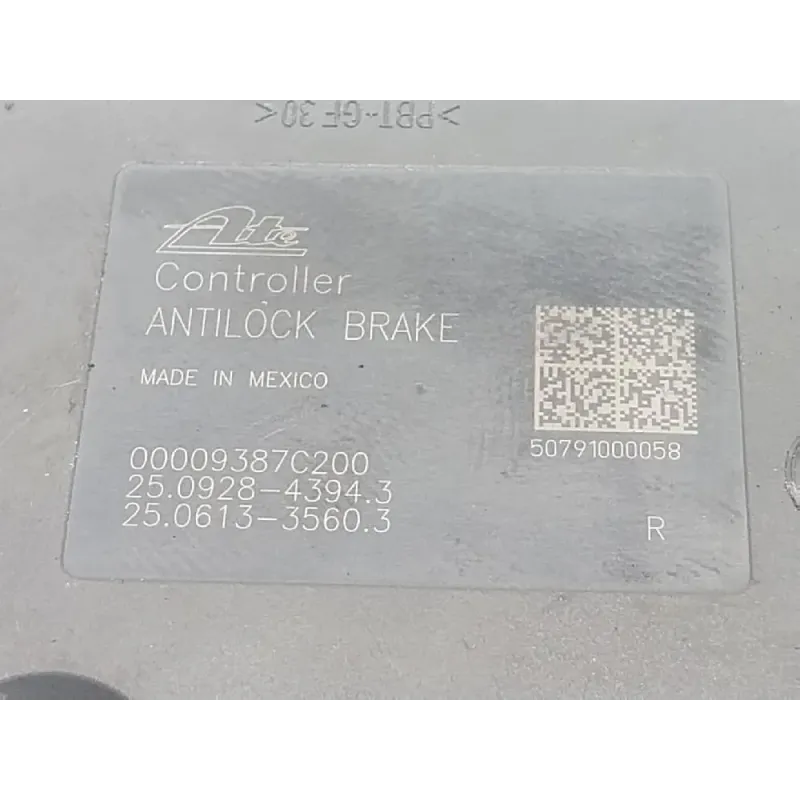 >PBT-GF30<
Ate
Controller
ANTILOCK BRAKE
MADE IN MEXICO
50791000058
00009387C200
25.0928-4394.3
25.0613-3560.3
R